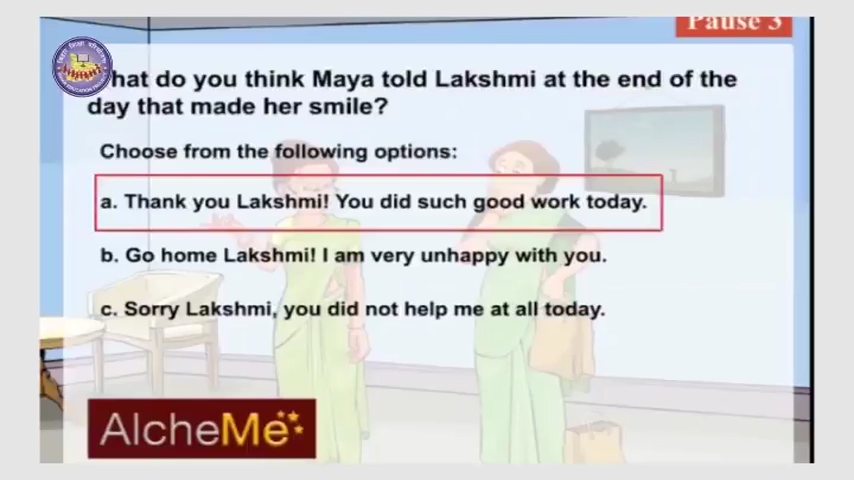 Pause 3
hat do you think Maya told Lakshmi at the end of the
day that made her smile?
Choose from the following options:
a. Thank you Lakshmi! You did such good work today.
b. Go home Lakshmi! I am very unhappy with you.
c. Sorry Lakshmi, you did not help me at all today.
AlcheMe